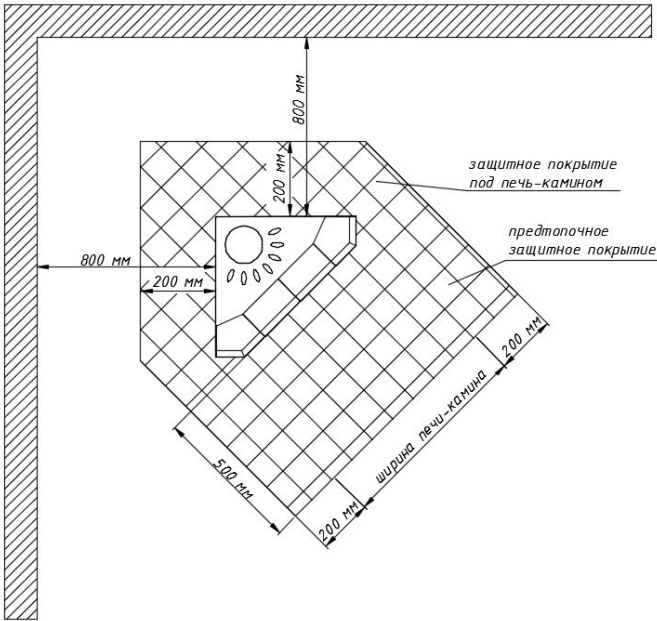 800 мм
200 мм
защитное покрытие
под печь-камином
предтопочное
защитное покрытие
800 мм
200 мм
200 мм
ширина печи-камина
500 мм
200 мм